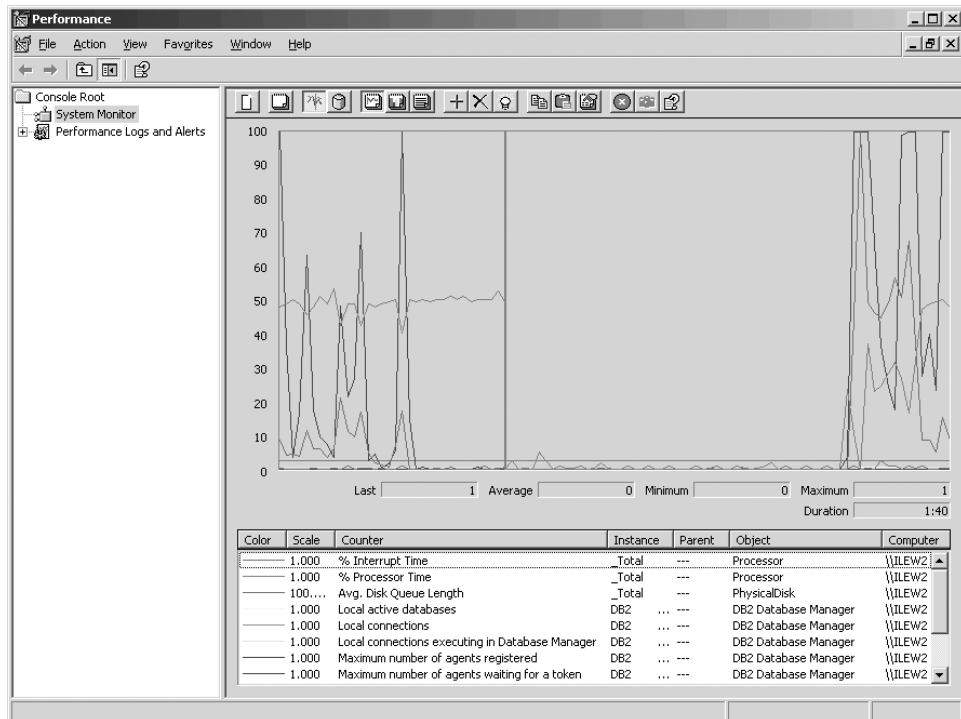 Performance
File Action View Favorites Window Help
Console Root
System Monitor
Performance Logs and Alerts
100
90
80
70
60
50
40
30
20
10
0
Last 1 Average 0 Minimum 0 Maximum 1
Duration 1:40
Color Scale Counter Instance Parent Object Computer
1.000 % Interrupt Time _Total --- Processor \\ILEW2
1.000 % Processor Time _Total --- Processor \\ILEW2
100.... Avg. Disk Queue Length _Total --- PhysicalDisk \\ILEW2
1.000 Local active databases DB2 ... --- DB2 Database Manager \\ILEW2
1.000 Local connections DB2 ... --- DB2 Database Manager \\ILEW2
1.000 Local connections executing in Database Manager DB2 ... --- DB2 Database Manager \\ILEW2
1.000 Maximum number of agents registered DB2 ... --- DB2 Database Manager \\ILEW2
1.000 Maximum number of agents waiting for a token DB2 ... --- DB2 Database Manager \\ILEW2